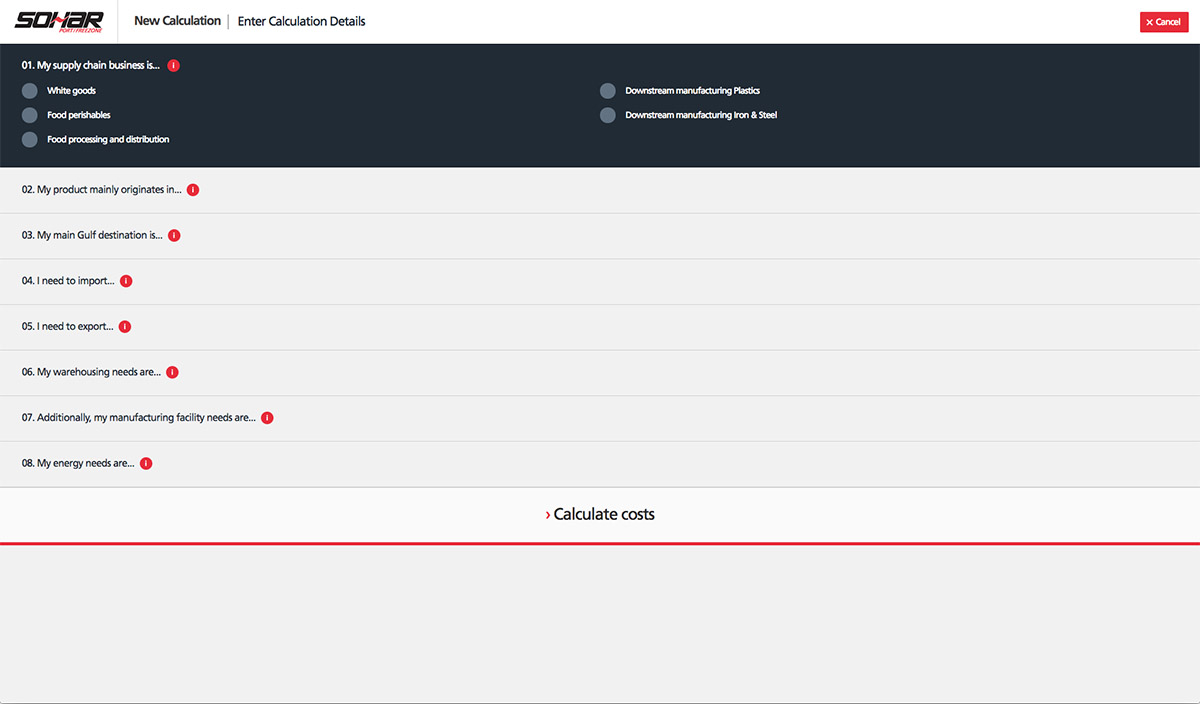 SOHAR
PORT | FREEZONE
New Calculation | Enter Calculation Details
× Cancel
01. My supply chain business is... i
White goods
Downstream manufacturing Plastics
Food perishables
Downstream manufacturing Iron & Steel
Food processing and distribution
02. My product mainly originates in... i
03. My main Gulf destination is... i
04. I need to import... i
05. I need to export... i
06. My warehousing needs are... i
07. Additionally, my manufacturing facility needs are... i
08. My energy needs are... i
› Calculate costs